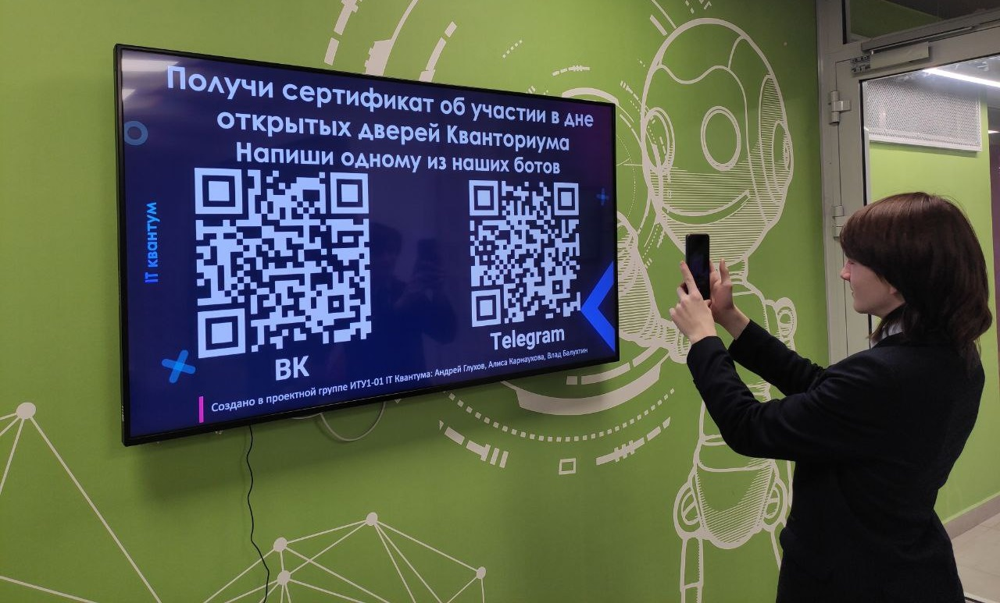 Получи сертификат об участии в дне
открытых дверей Кванториума
Напиши одному из наших ботов
IT квантум
ВК
Telegram
Создано в проектной группе ИТУ1-01 IT Квантума: Андрей Глухов, Алиса Карнаухова, Влад Балухтин